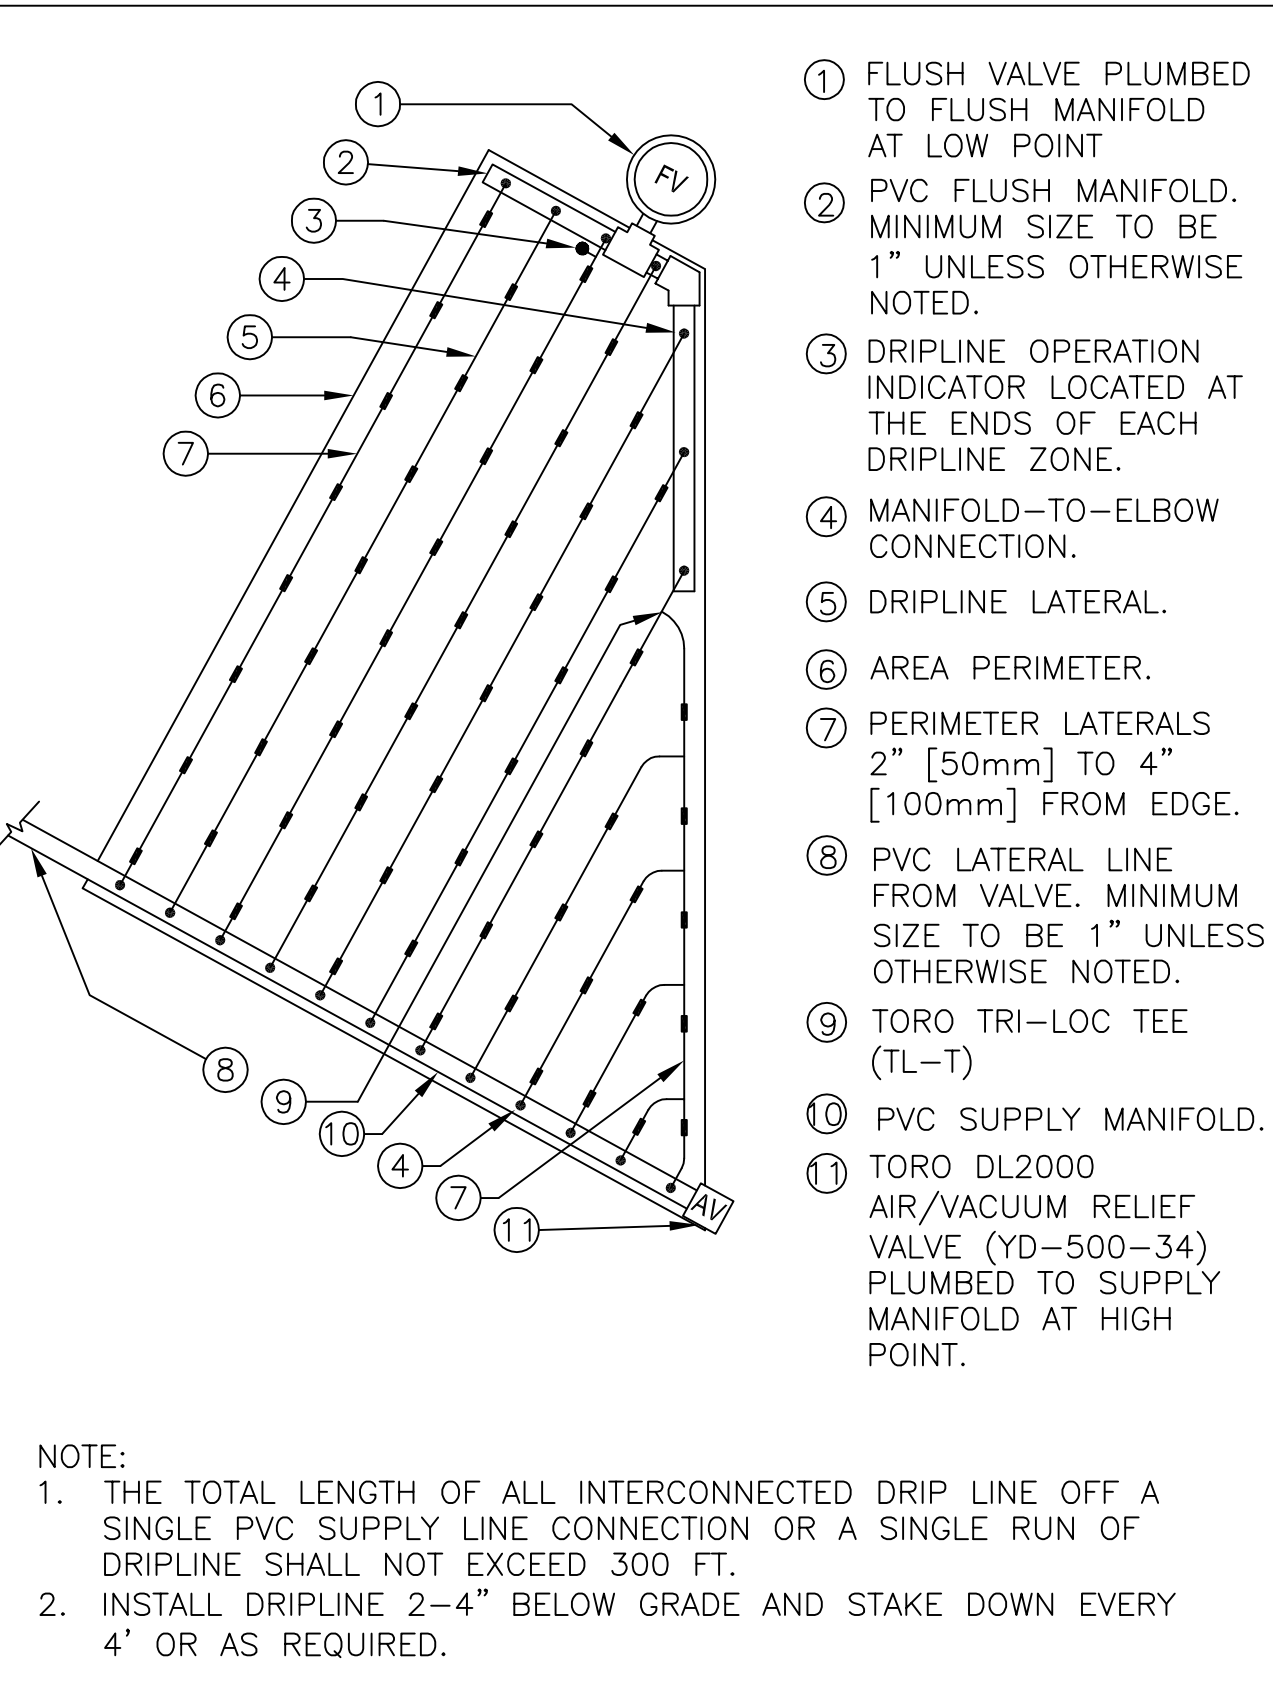 1
2
3
4
5
6
7
FV
8
9
10
4
7
11
AV
1 FLUSH VALVE PLUMBED
TO FLUSH MANIFOLD
AT LOW POINT
2 PVC FLUSH MANIFOLD.
MINIMUM SIZE TO BE
1" UNLESS OTHERWISE
NOTED.
3 DRIPLINE OPERATION
INDICATOR LOCATED AT
THE ENDS OF EACH
DRIPLINE ZONE.
4 MANIFOLD-TO-ELBOW
CONNECTION.
5 DRIPLINE LATERAL.
6 AREA PERIMETER.
7 PERIMETER LATERALS
2" [50mm] TO 4"
[100mm] FROM EDGE.
8 PVC LATERAL LINE
FROM VALVE. MINIMUM
SIZE TO BE 1" UNLESS
OTHERWISE NOTED.
9 TORO TRI-LOC TEE
(TL-T)
10 PVC SUPPLY MANIFOLD.
11 TORO DL2000
AIR/VACUUM RELIEF
VALVE (YD-500-34)
PLUMBED TO SUPPLY
MANIFOLD AT HIGH
POINT.
NOTE:
1. THE TOTAL LENGTH OF ALL INTERCONNECTED DRIP LINE OFF A
SINGLE PVC SUPPLY LINE CONNECTION OR A SINGLE RUN OF
DRIPLINE SHALL NOT EXCEED 300 FT.
2. INSTALL DRIPLINE 2-4" BELOW GRADE AND STAKE DOWN EVERY
4' OR AS REQUIRED.